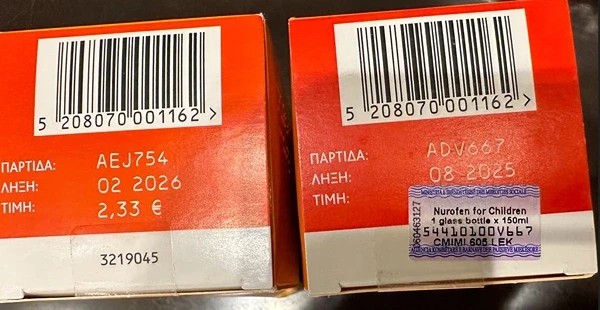 5 208070 001162 >
ΠΑΡΤΙΔΑ: AEJ754
ΛΗΞΗ: 02 2026
ΤΙΜΗ: 2,33 €
3219045
5 208070 001162 >
ΠΑΡΤΙΔΑ: ADV667
ΛΗΞΗ: 08 2025
ΤΙΜΗ:
Nurofen for Children
1 glass bottle x 150ml
54410100V667
CMIMI 605 LEK